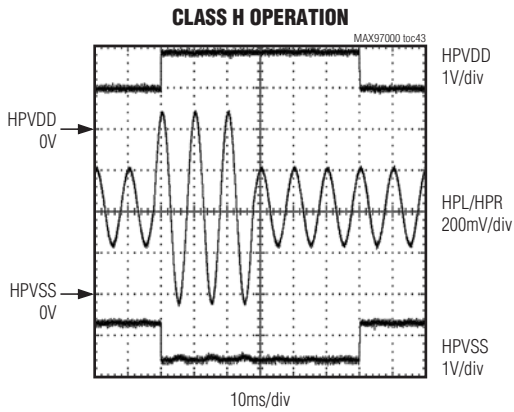 CLASS H OPERATION
MAX97000 toc43
HPVDD
1V/div
HPVDD
0V
HPL/HPR
200mV/div
HPVSS
0V
HPVSS
1V/div
10ms/div